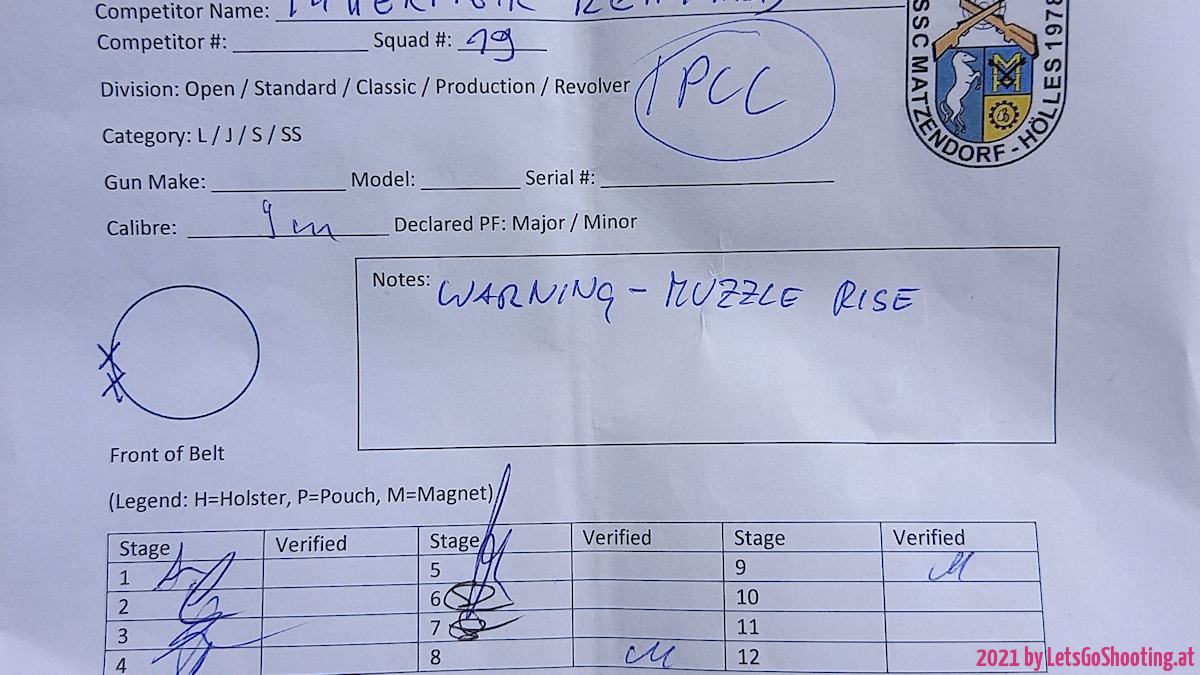 Competitor Name:
Competitor #: Squad #: 19
Division: Open / Standard / Classic / Production / Revolver PCC
Category: L / J / S / SS
Gun Make: Model: Serial #:
Calibre: 9 m Declared PF: Major / Minor
Notes: WARNING - MUZZLE RISE
Front of Belt
(Legend: H=Holster, P=Pouch, M=Magnet)
Stage Verified Stage Verified Stage Verified
1 5 9
2 6 10
3 7 11
4 8 12
SSC MATZENDORF - HÖLLES 1978
2021 by LetsGoShooting.at